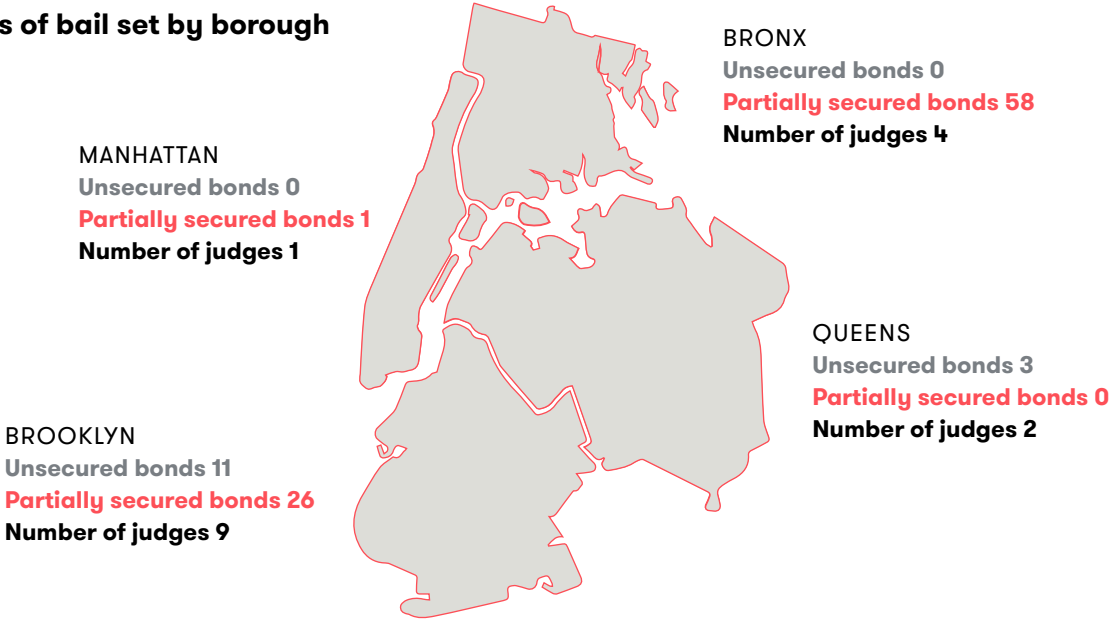 s of bail set by borough
BRONX
Unsecured bonds 0
Partially secured bonds 58
Number of judges 4
MANHATTAN
Unsecured bonds 0
Partially secured bonds 1
Number of judges 1
QUEENS
Unsecured bonds 3
Partially secured bonds 0
Number of judges 2
BROOKLYN
Unsecured bonds 11
Partially secured bonds 26
Number of judges 9